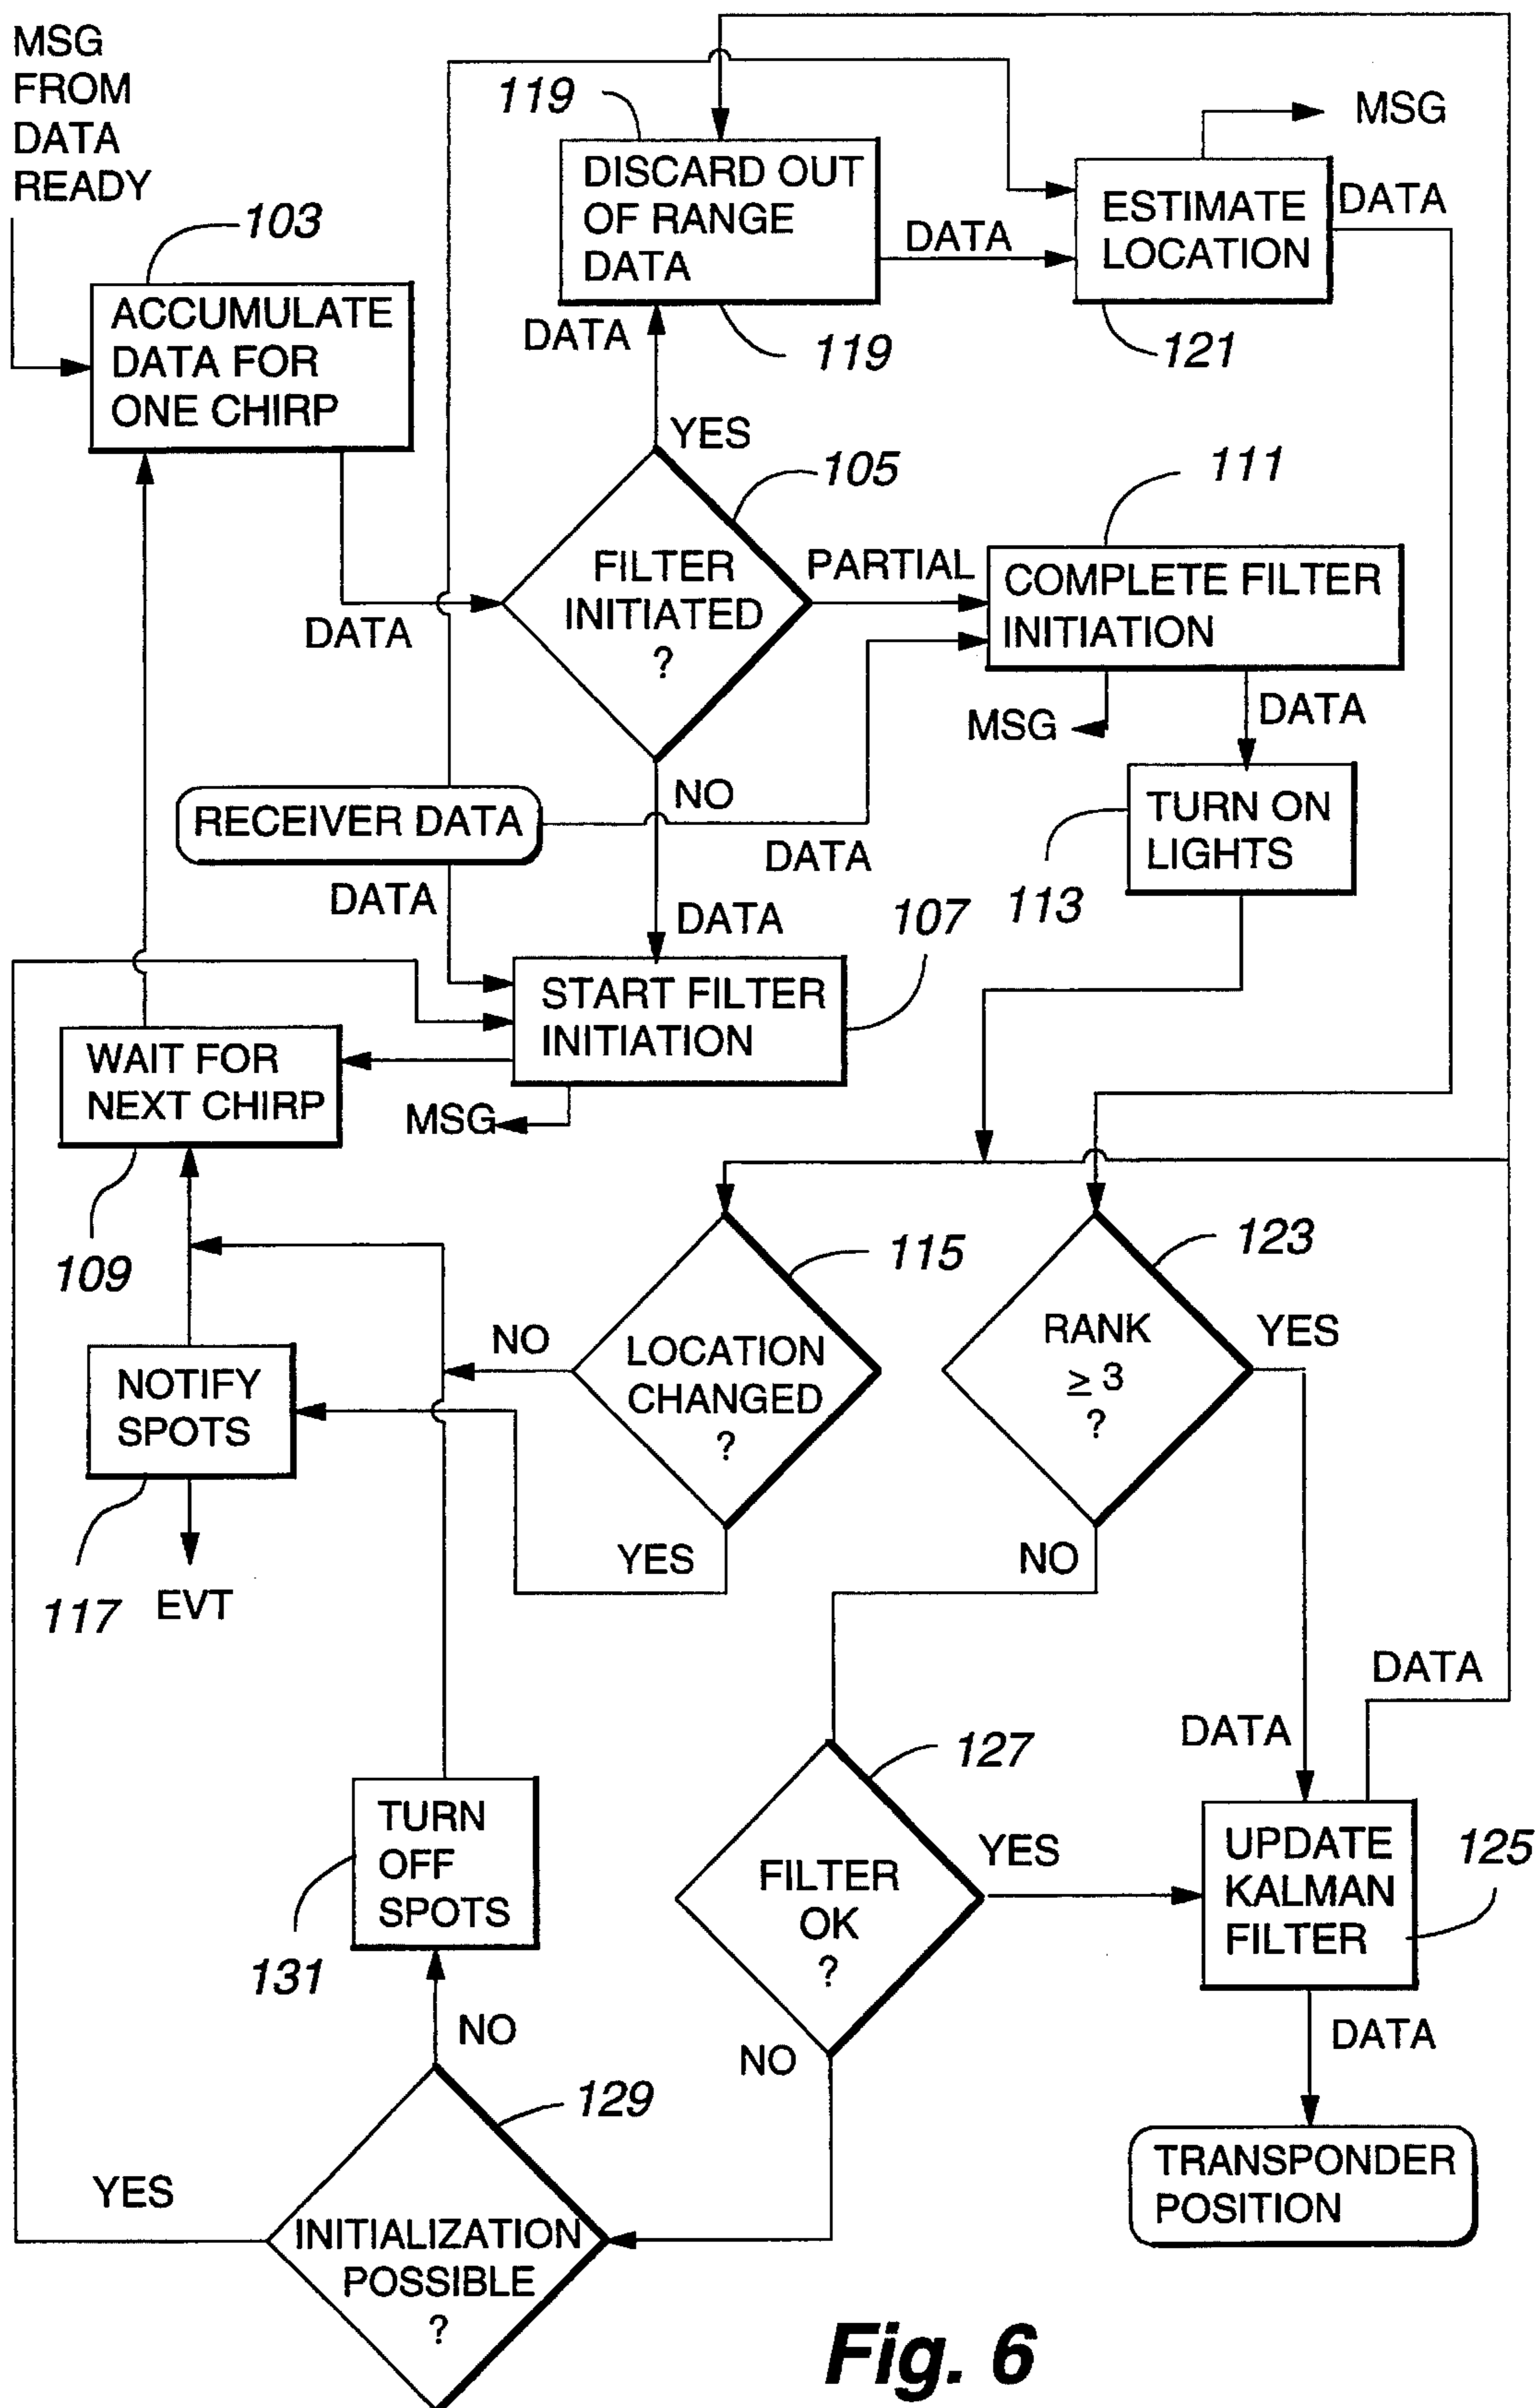 MSG
FROM
DATA
READY
119
MSG
DISCARD OUT
OF RANGE
DATA
DATA
ESTIMATE
LOCATION
DATA
103
ACCUMULATE
DATA FOR
ONE CHIRP
DATA
119
121
YES
105
111
FILTER
INITIATED
?
PARTIAL
COMPLETE FILTER
INITIATION
DATA
MSG
DATA
NO
RECEIVER DATA
DATA
TURN ON
LIGHTS
DATA
DATA
107
113
START FILTER
INITIATION
WAIT FOR
NEXT CHIRP
MSG
109
115
123
NO
LOCATION
CHANGED
?
RANK
≥ 3
?
YES
NOTIFY
SPOTS
YES
NO
117
EVT
DATA
DATA
127
TURN
OFF
SPOTS
YES
FILTER
OK
?
UPDATE
KALMAN
FILTER
125
131
NO
NO
DATA
129
YES
TRANSPONDER
POSITION
INITIALIZATION
POSSIBLE
?
Fig. 6